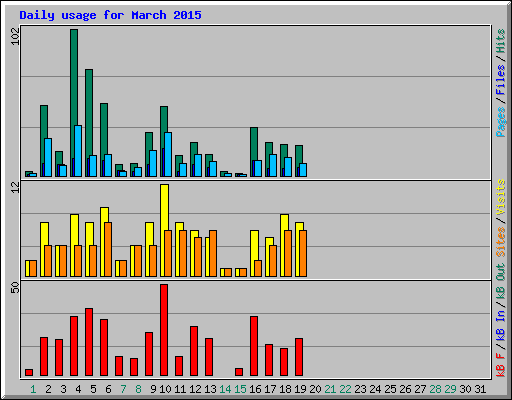 Daily usage for March 2015
102
12
50
Pages / Files / Hits
Sites / Visits
kB F / kB In / kB Out
1 2 3 4 5 6 7 8 9 10 11 12 13 14 15 16 17 18 19 20 21 22 23 24 25 26 27 28 29 30 31